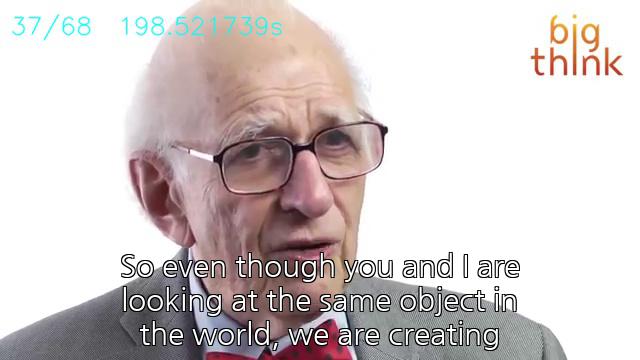 37/68 198.521739s
big
think
So even though you and I are
looking at the same object in
the world, we are creating